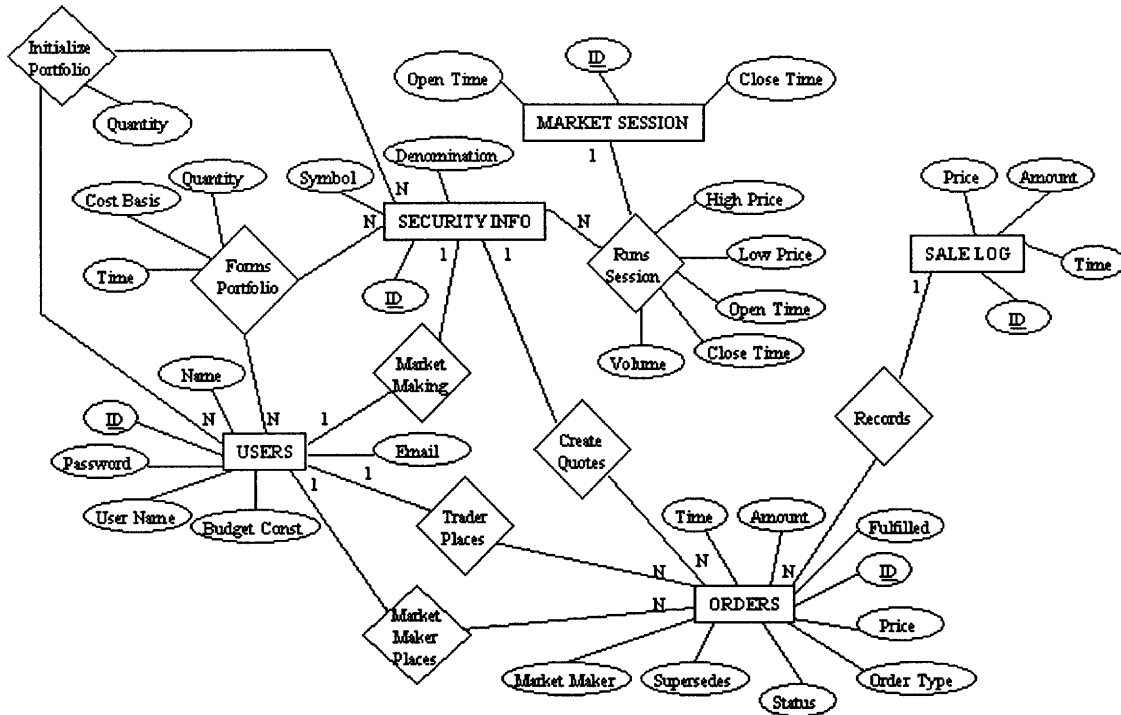 Initialize
Portfolio
Quantity
ID
Open Time
Close Time
MARKET SESSION
1
Denomination
Symbol
N
N
SECURITY INFO
1
1
N
ID
Quantity
Cost Basis
Time
Forms
Portfolio
High Price
Low Price
Open Time
Close Time
Volume
Runs
Session
Price
Amount
SALE LOG
Time
1
ID
Market
Making
Name
N
N
1
ID
USERS
Email
Password
1
1
User Name
Budget Const.
Create
Quotes
Records
Trader
Places
Time
Amount
Fulfilled
N
N
N
ID
N
ORDERS
Price
Market
Maker
Places
Market Maker
Supersedes
Status
Order Type